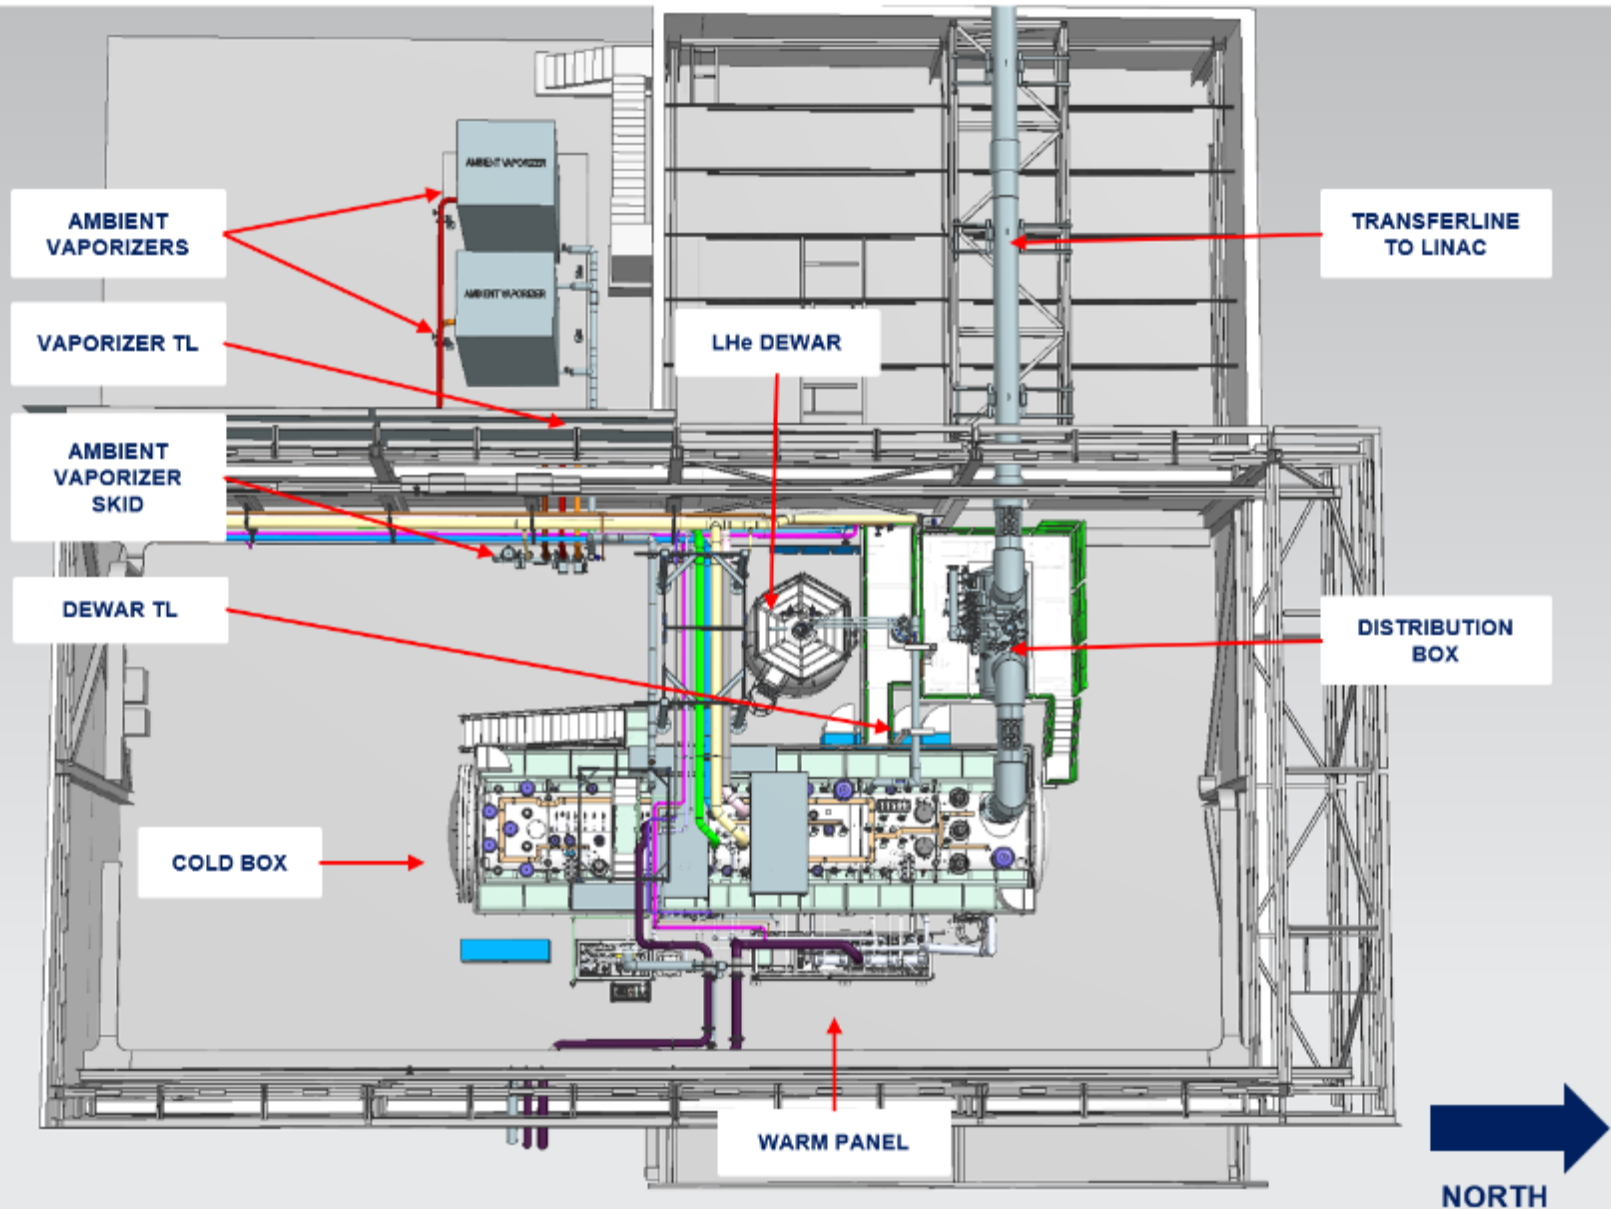 AMBIENT VAPORIZER
AMBIENT VAPORIZER
AMBIENT
VAPORIZERS
TRANSFERLINE
TO LINAC
VAPORIZER TL
LHe DEWAR
AMBIENT
VAPORIZER
SKID
DEWAR TL
DISTRIBUTION
BOX
COLD BOX
WARM PANEL
NORTH